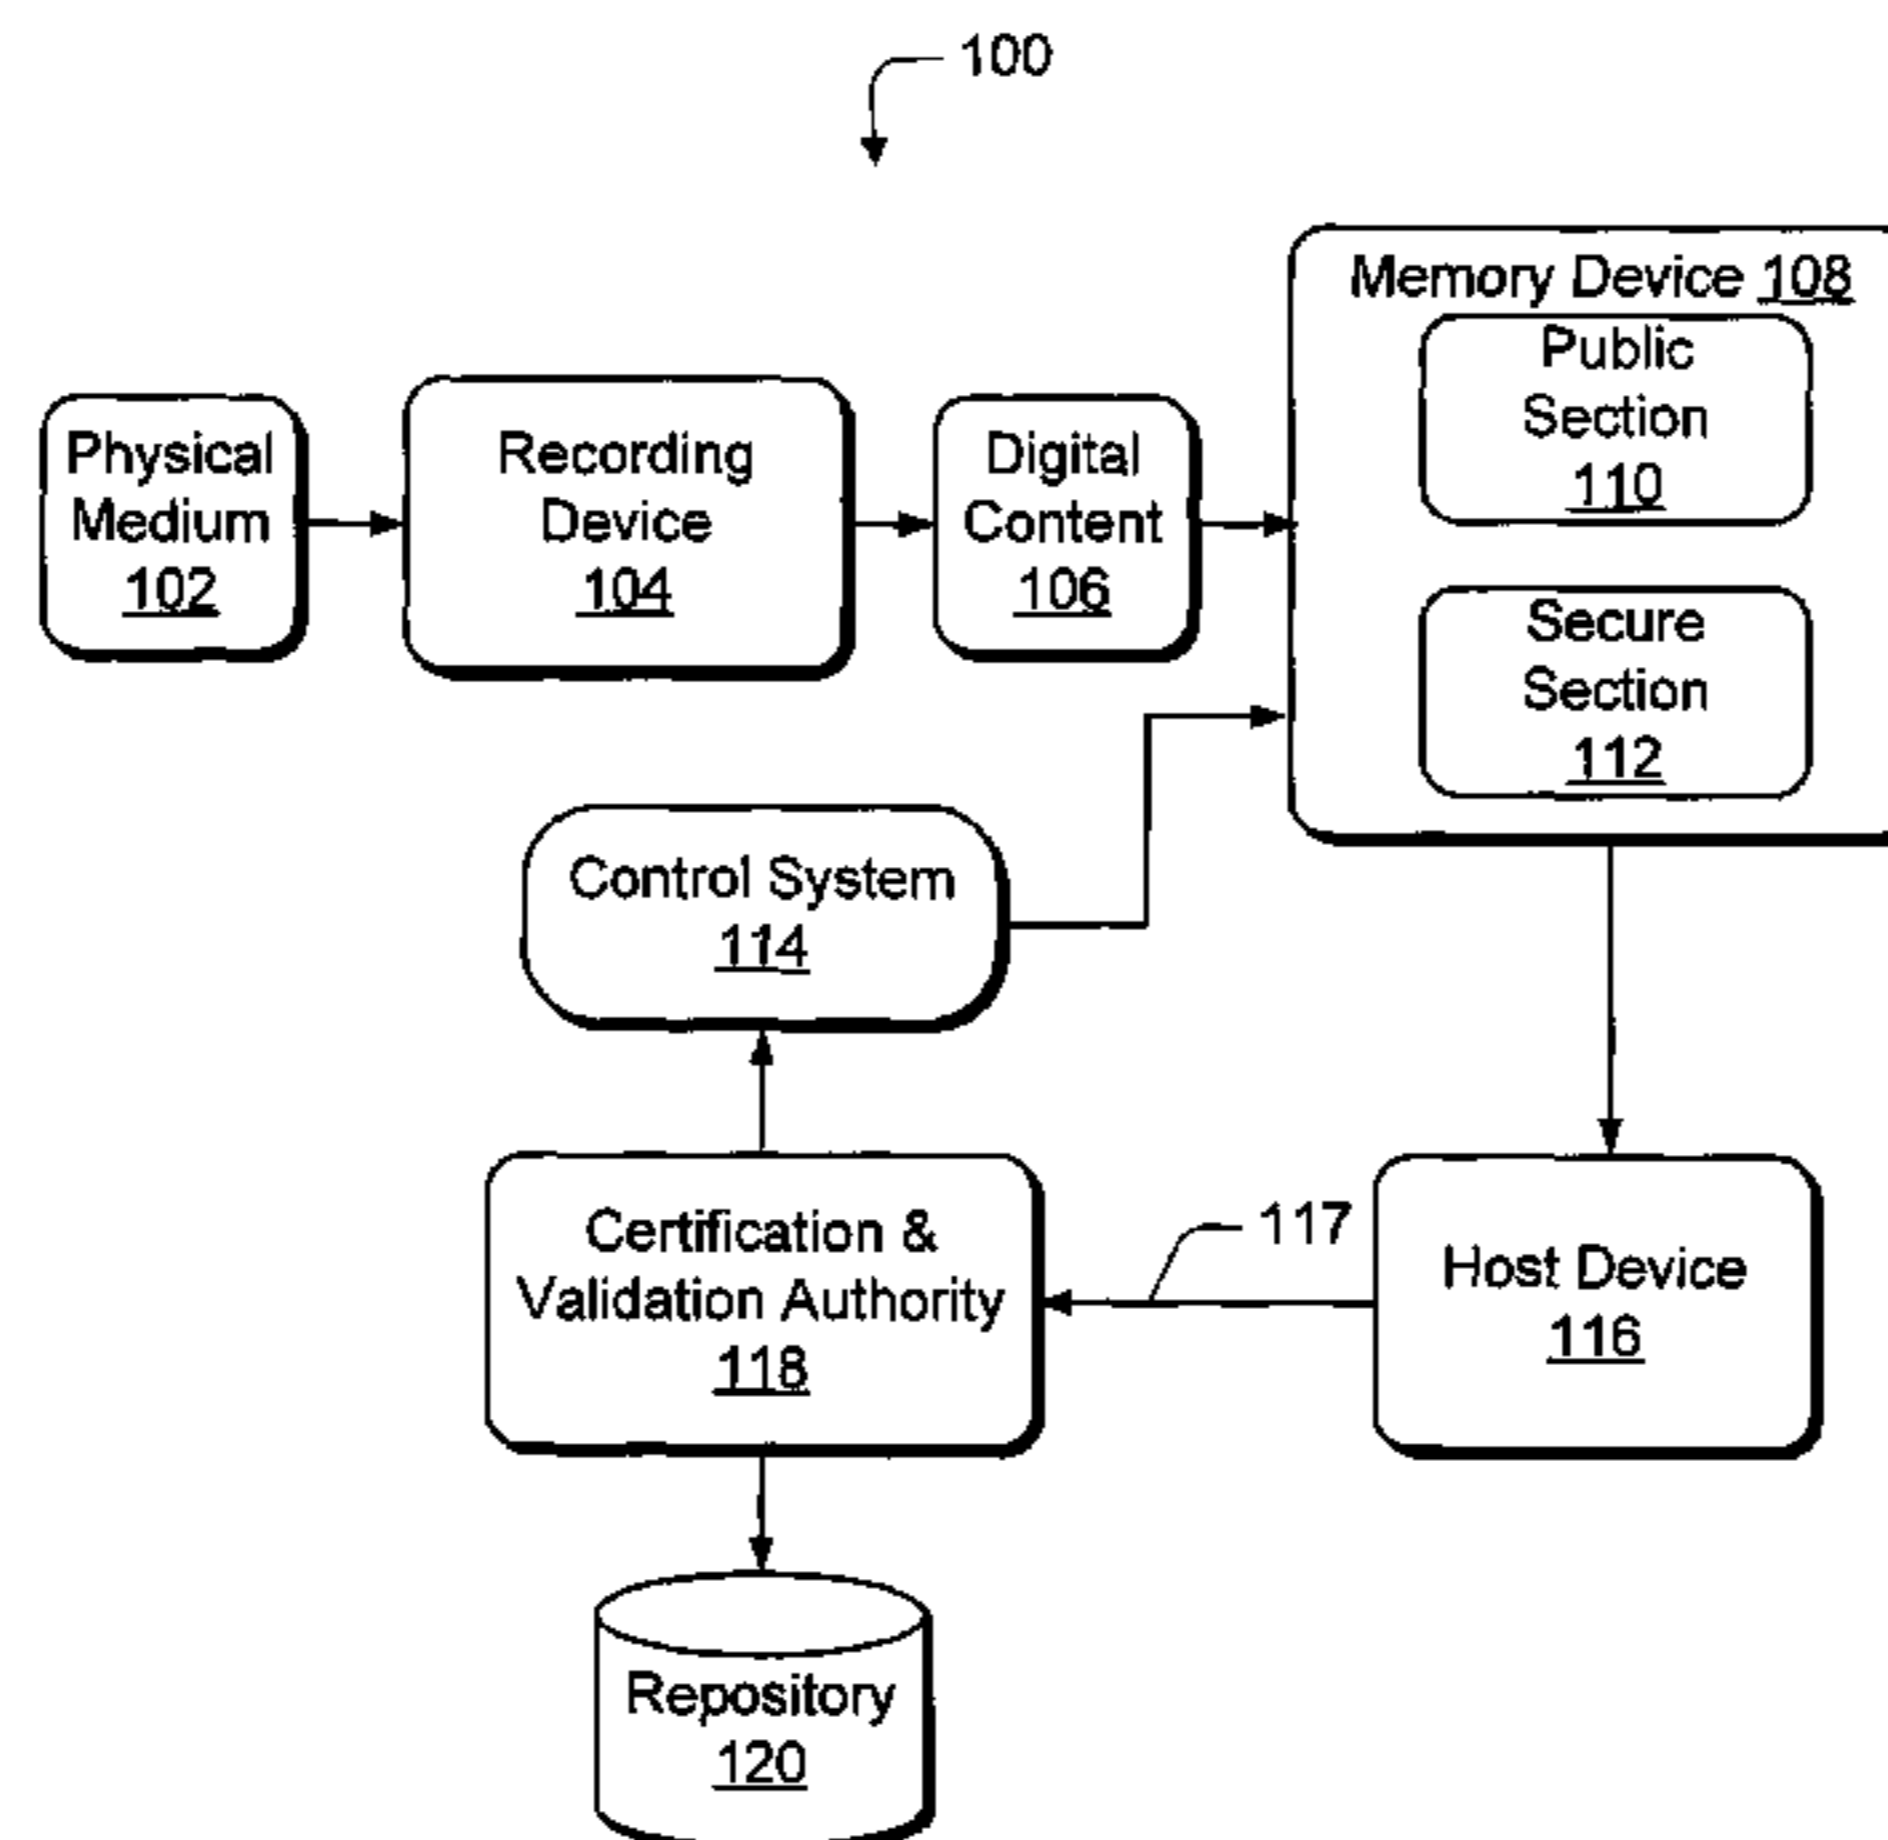 100
Memory Device 108
Public
Section
110
Physical
Medium
102
Recording
Device
104
Digital
Content
106
Secure
Section
112
Control System
114
Certification &
Validation Authority
118
117
Host Device
116
Repository
120